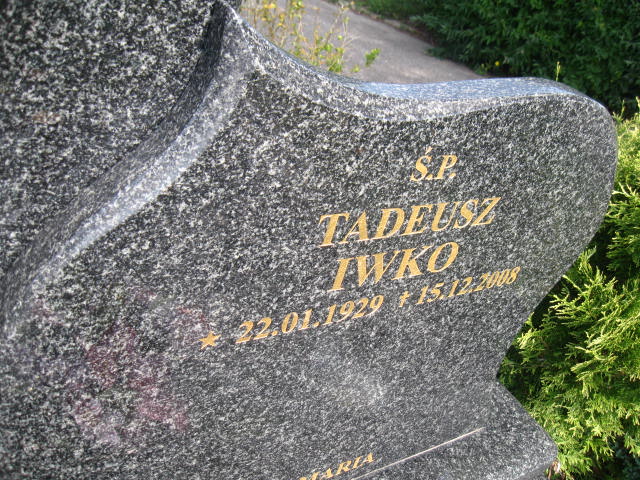 Ś.P.
TADEUSZ
IWKO
★ 22.01.1929 ✝ 15.12.2008
MARIA